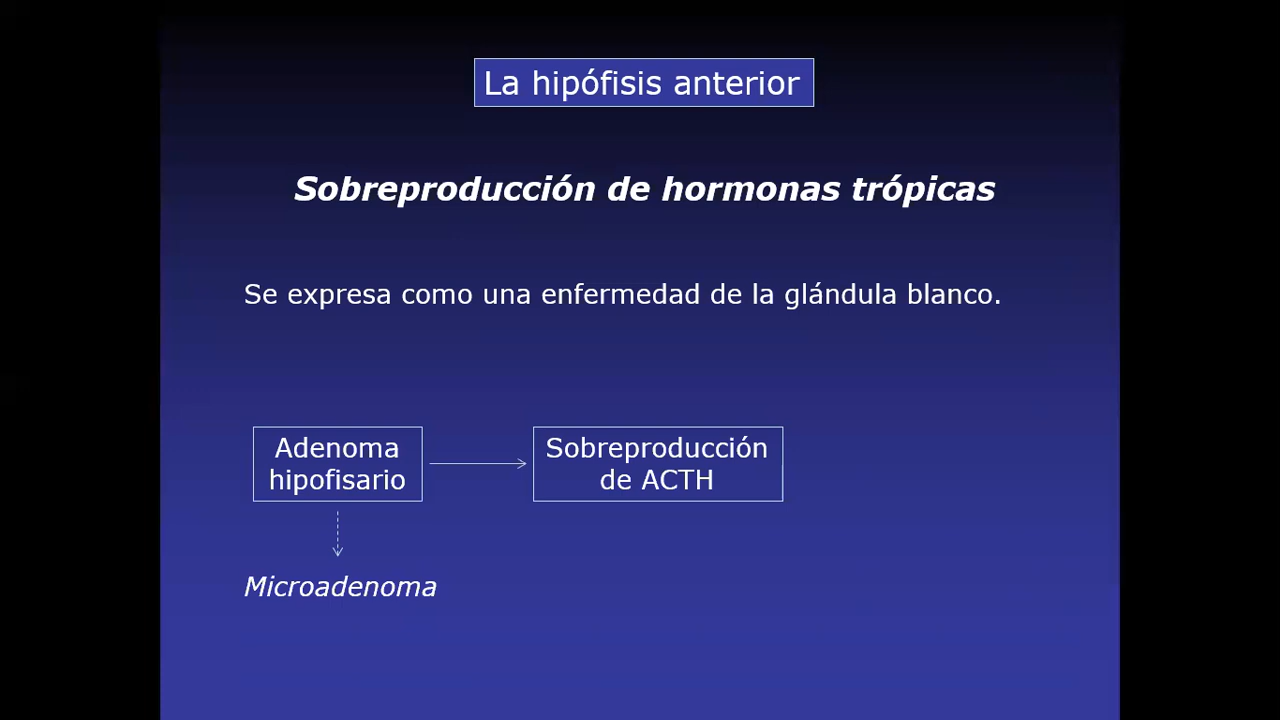 La hipófisis anterior
Sobreproducción de hormonas trópicas
Se expresa como una enfermedad de la glándula blanco.
Adenoma
hipofisario
Sobreproducción
de ACTH
Microadenoma